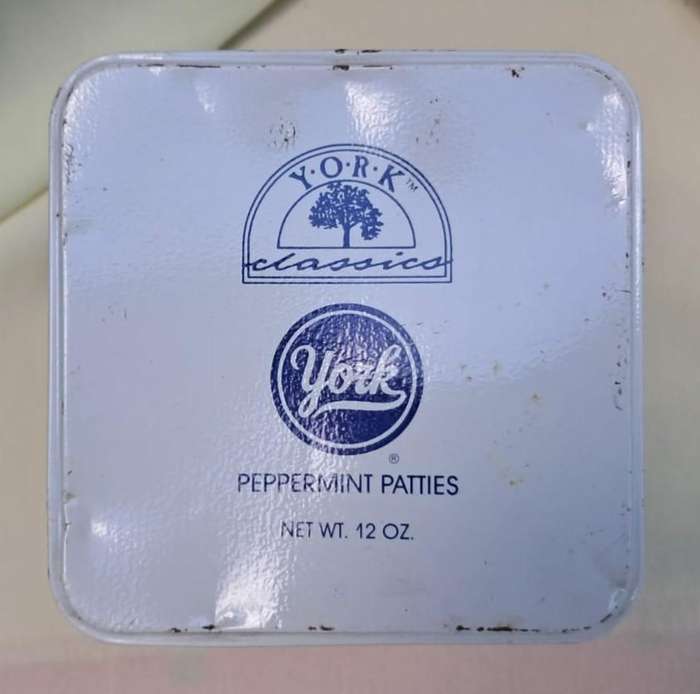 Y·O·R·K™
classics
York
®
PEPPERMINT PATTIES
NET WT. 12 OZ.